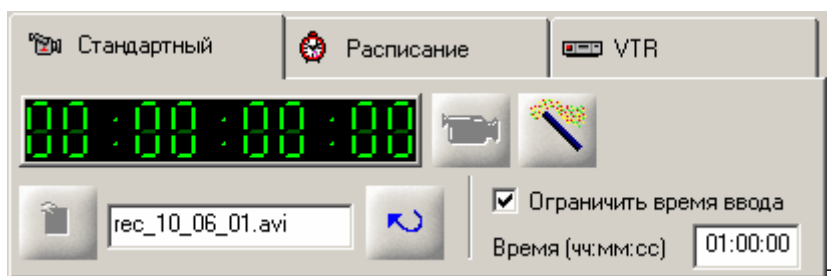 Стандартный
Расписание
VTR
00:00:00:00
rec_10_06_01.avi
Ограничить время ввода
Время (чч:мм:сс) 01:00:00